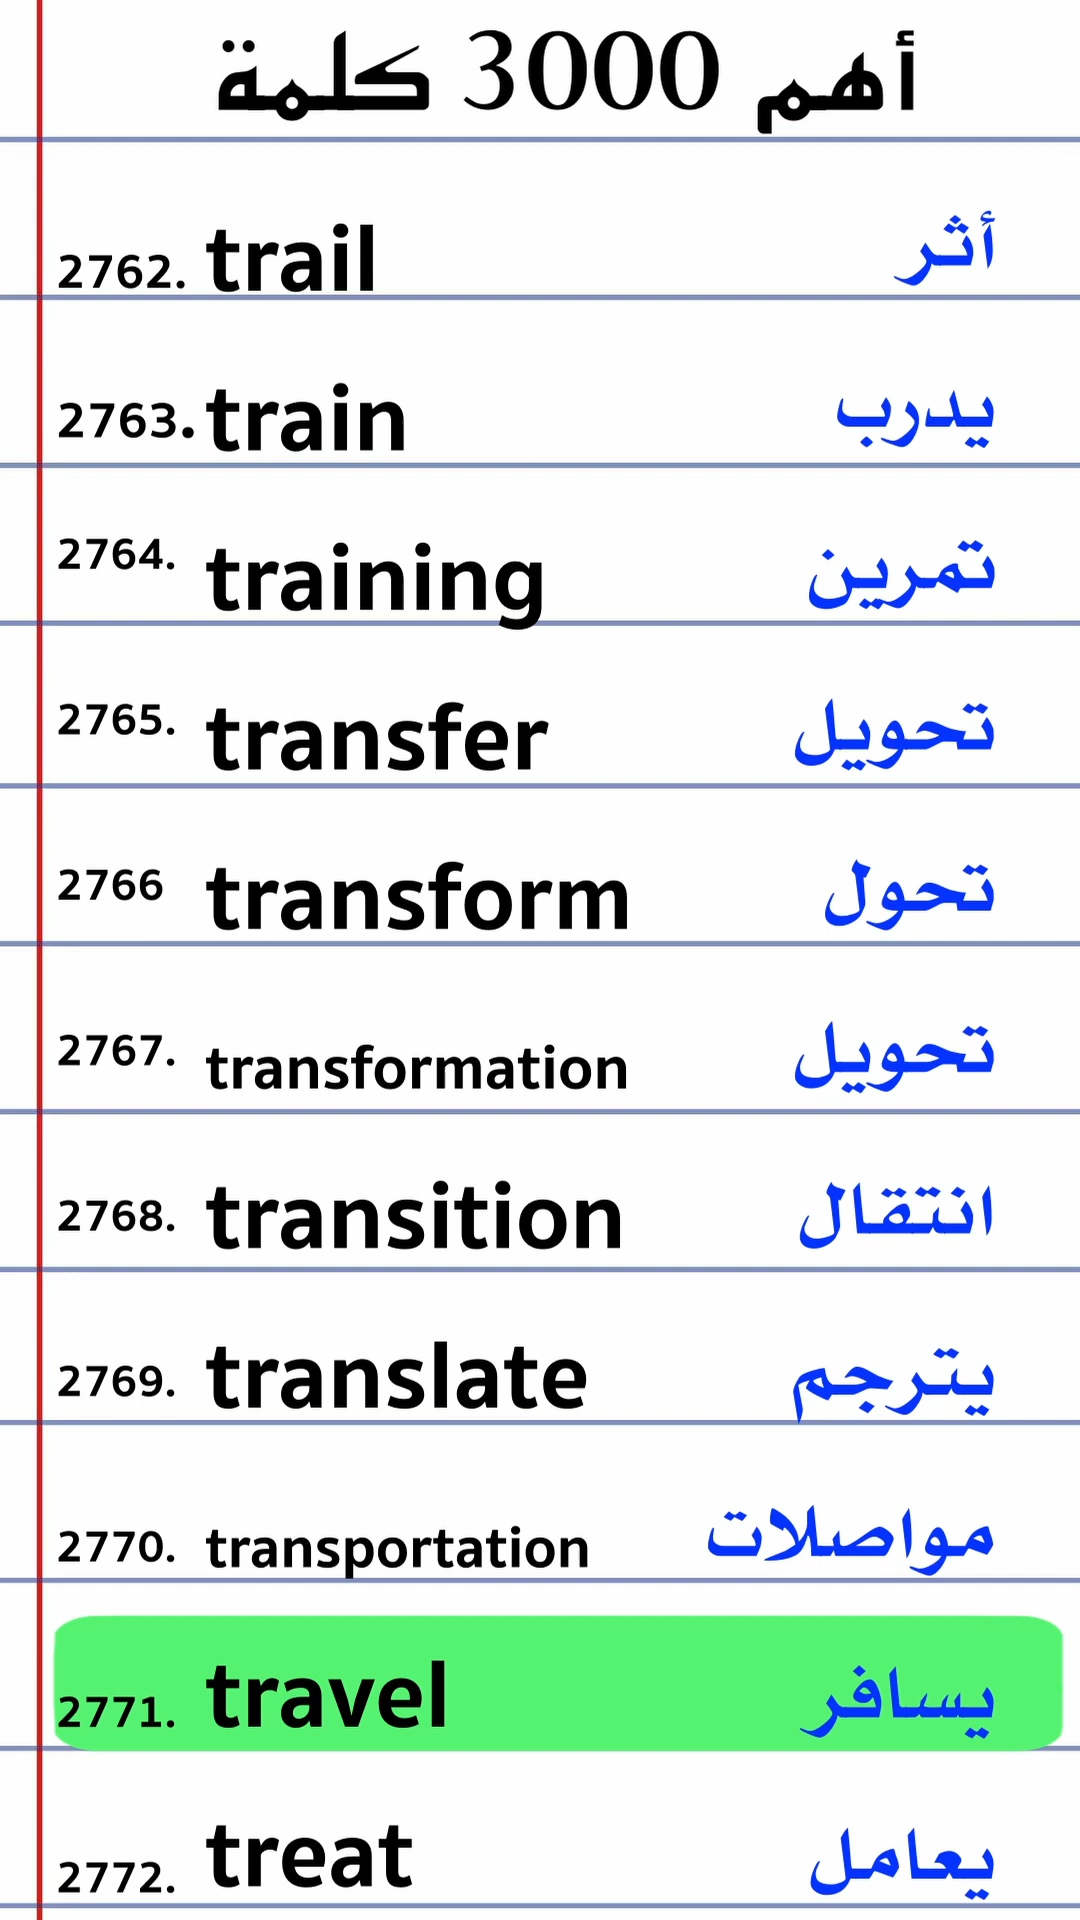 أهم 3000 كلمة
2762. trail أثر
2763. train يدرب
2764. training تمرين
2765. transfer تحويل
2766 transform تحول
2767. transformation تحويل
2768. transition انتقال
2769. translate يترجم
2770. transportation مواصلات
2771. travel يسافر
2772. treat يعامل